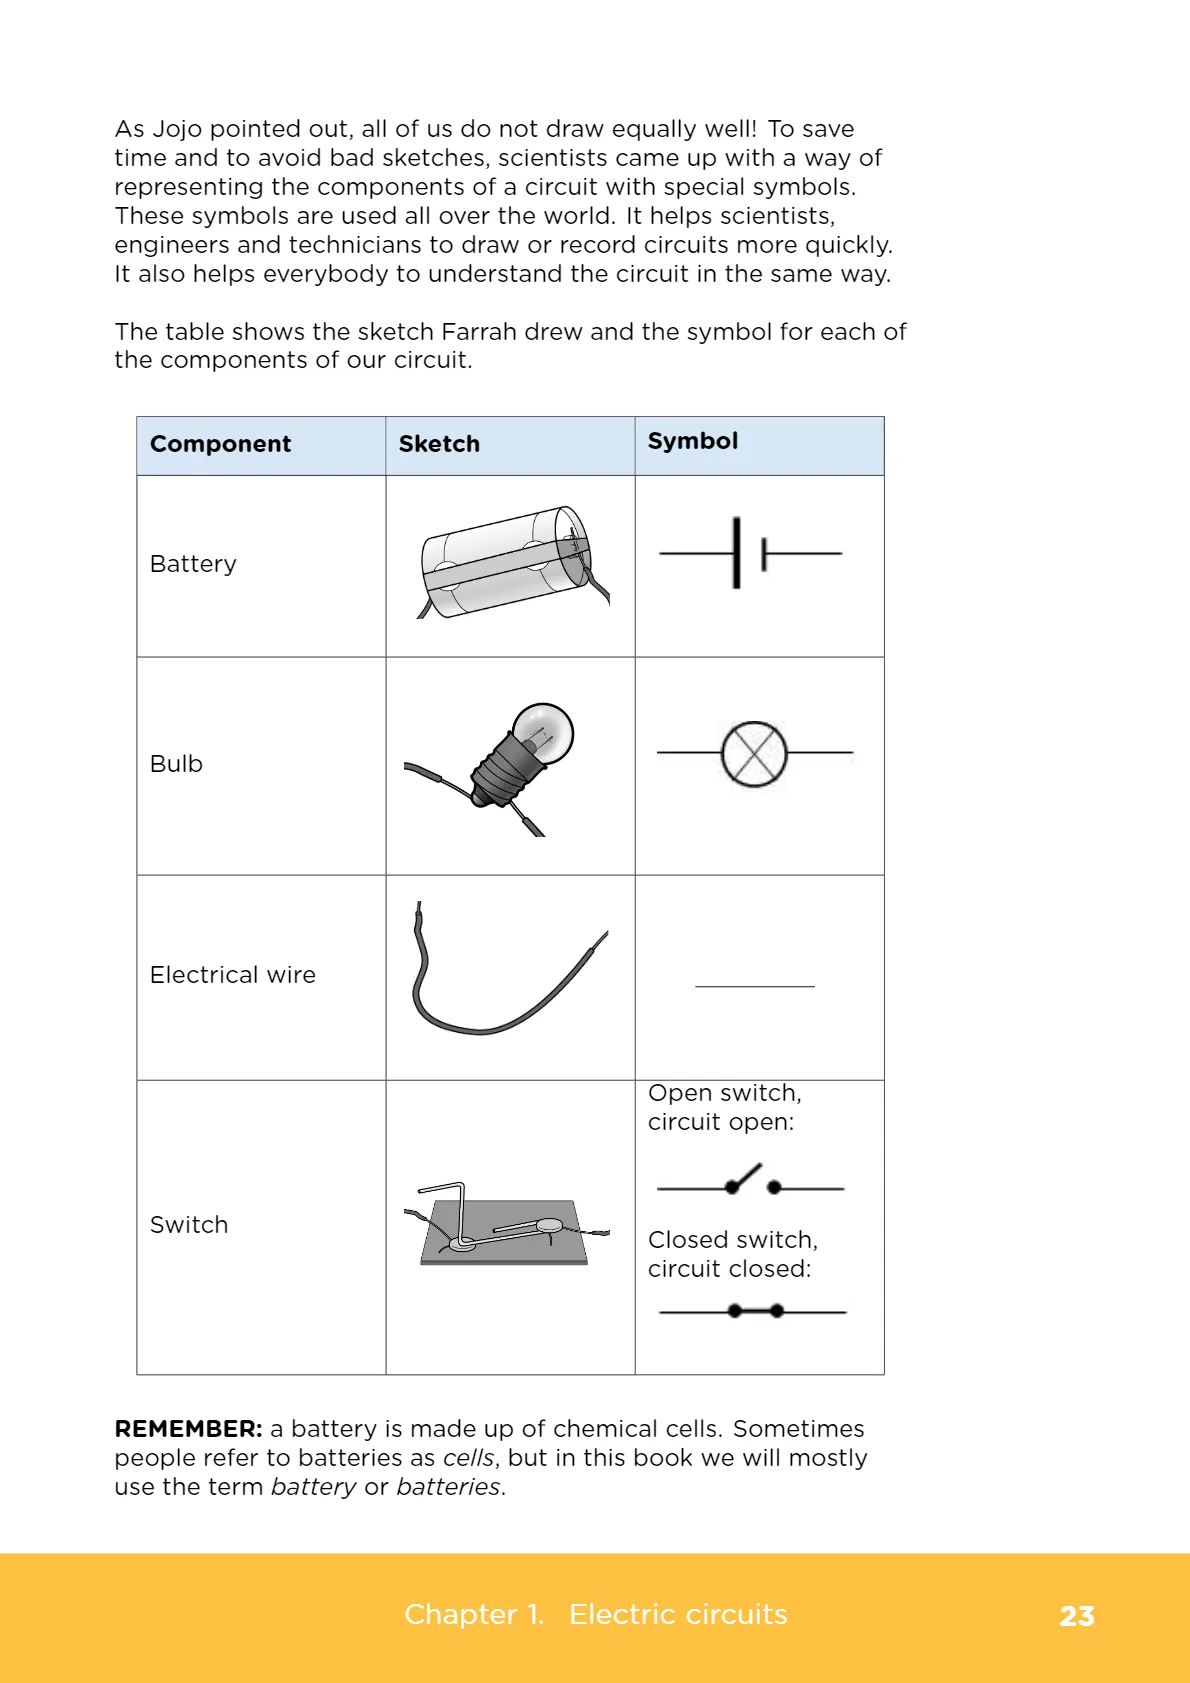 As Jojo pointed out, all of us do not draw equally well! To save
time and to avoid bad sketches, scientists came up with a way of
representing the components of a circuit with special symbols.
These symbols are used all over the world. It helps scientists,
engineers and technicians to draw or record circuits more quickly.
It also helps everybody to understand the circuit in the same way.
The table shows the sketch Farrah drew and the symbol for each of
the components of our circuit.
Component Sketch Symbol
Battery
Bulb
Electrical wire
Switch
Open switch,
circuit open:
Closed switch,
circuit closed:
REMEMBER: a battery is made up of chemical cells. Sometimes
people refer to batteries as cells, but in this book we will mostly
use the term battery or batteries.
Chapter 1. Electric circuits 23